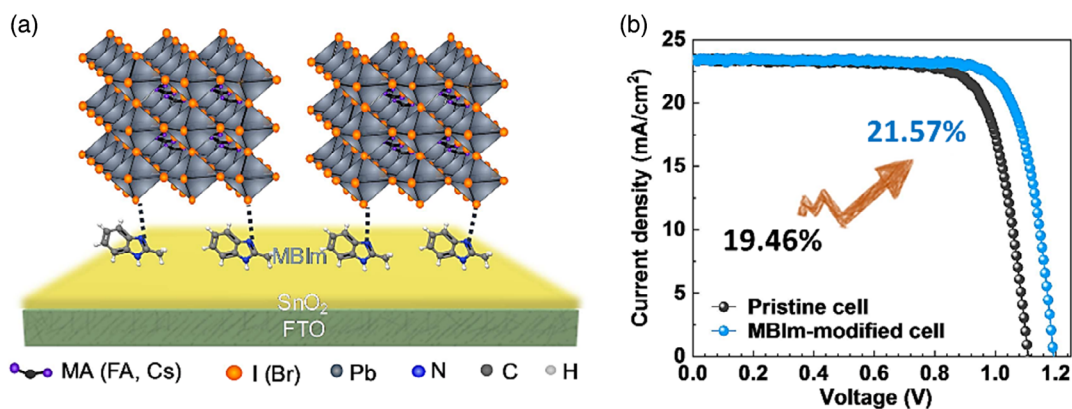 (a)
MBIm
SnO2
FTO
MA (FA, Cs) I (Br) Pb N C H
(b)
Current density (mA/cm2)
25
20
15
10
5
0
21.57%
19.46%
Pristine cell
MBIm-modified cell
0.0 0.2 0.4 0.6 0.8 1.0 1.2
Voltage (V)